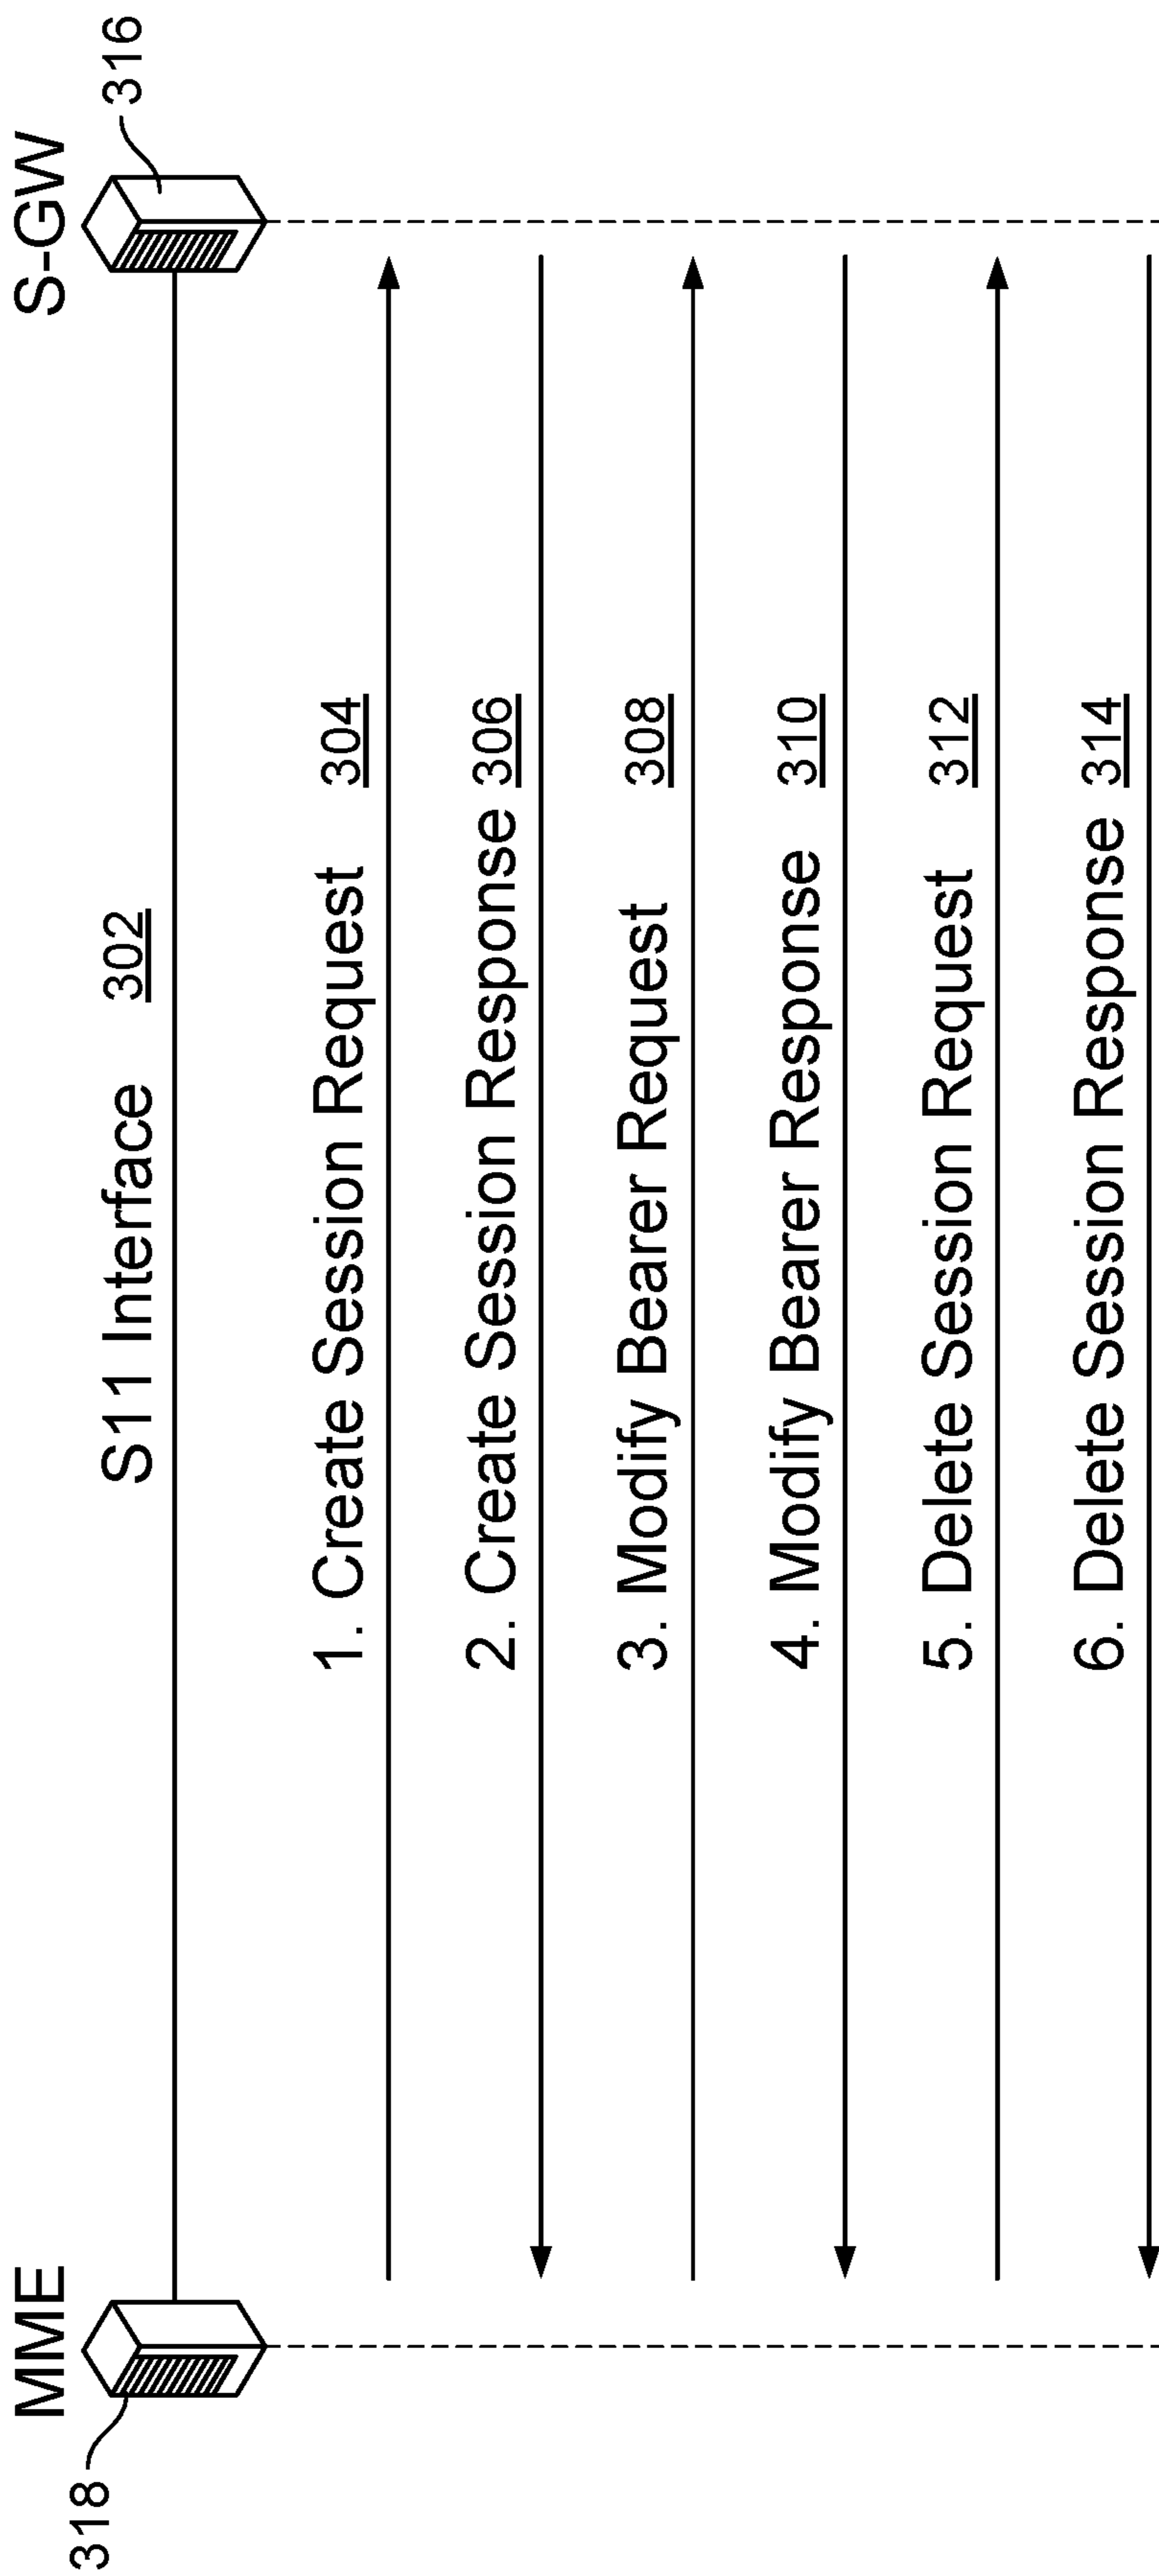 MME
S-GW
318
316
S11 Interface 302
1. Create Session Request 304
2. Create Session Response 306
3. Modify Bearer Request 308
4. Modify Bearer Response 310
5. Delete Session Request 312
6. Delete Session Response 314